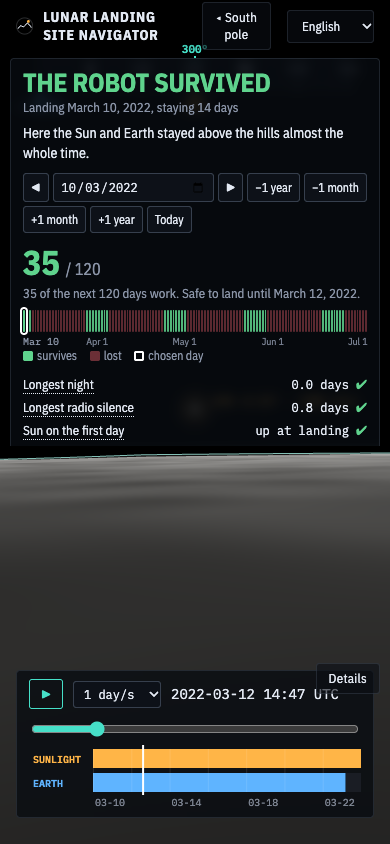 LUNAR LANDING
SITE NAVIGATOR
◂ South
pole
English
300°
THE ROBOT SURVIVED
Landing March 10, 2022, staying 14 days
Here the Sun and Earth stayed above the hills almost the
whole time.
◀ 10/03/2022 ▶ −1 year −1 month
+1 month +1 year Today
35 / 120
35 of the next 120 days work. Safe to land until March 12, 2022.
Mar 10 Apr 1 May 1 Jun 1 Jul 1
survives lost chosen day
Longest night 0.0 days ✔
Longest radio silence 0.8 days ✔
Sun on the first day up at landing ✔
Details
▶ 1 day/s 2022-03-12 14:47 UTC
SUNLIGHT
EARTH
03-10 03-14 03-18 03-22